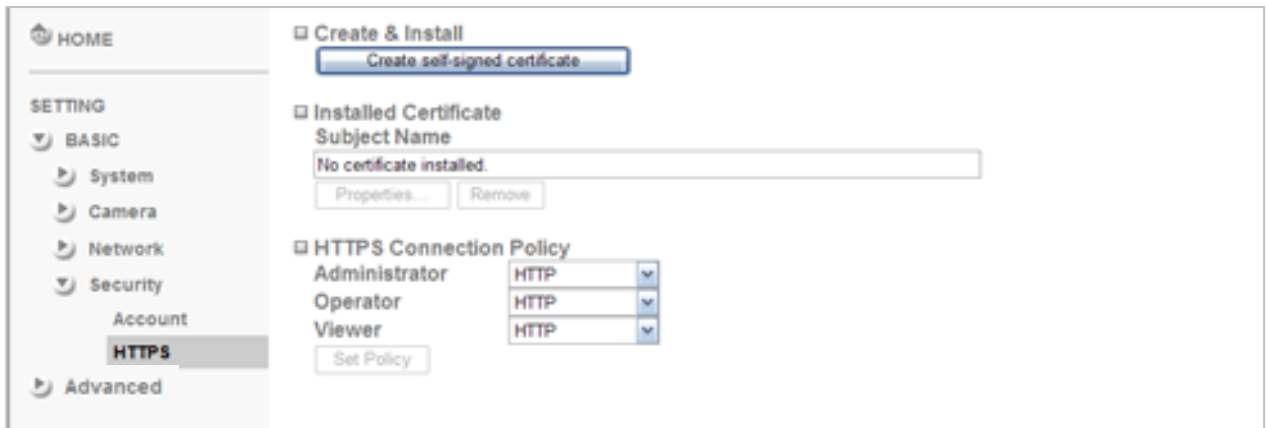 HOME
SETTING
BASIC
System
Camera
Network
Security
Account
HTTPS
Advanced
Create & Install
Create self-signed certificate
Installed Certificate
Subject Name
No certificate installed.
Properties... Remove
HTTPS Connection Policy
Administrator HTTP
Operator HTTP
Viewer HTTP
Set Policy